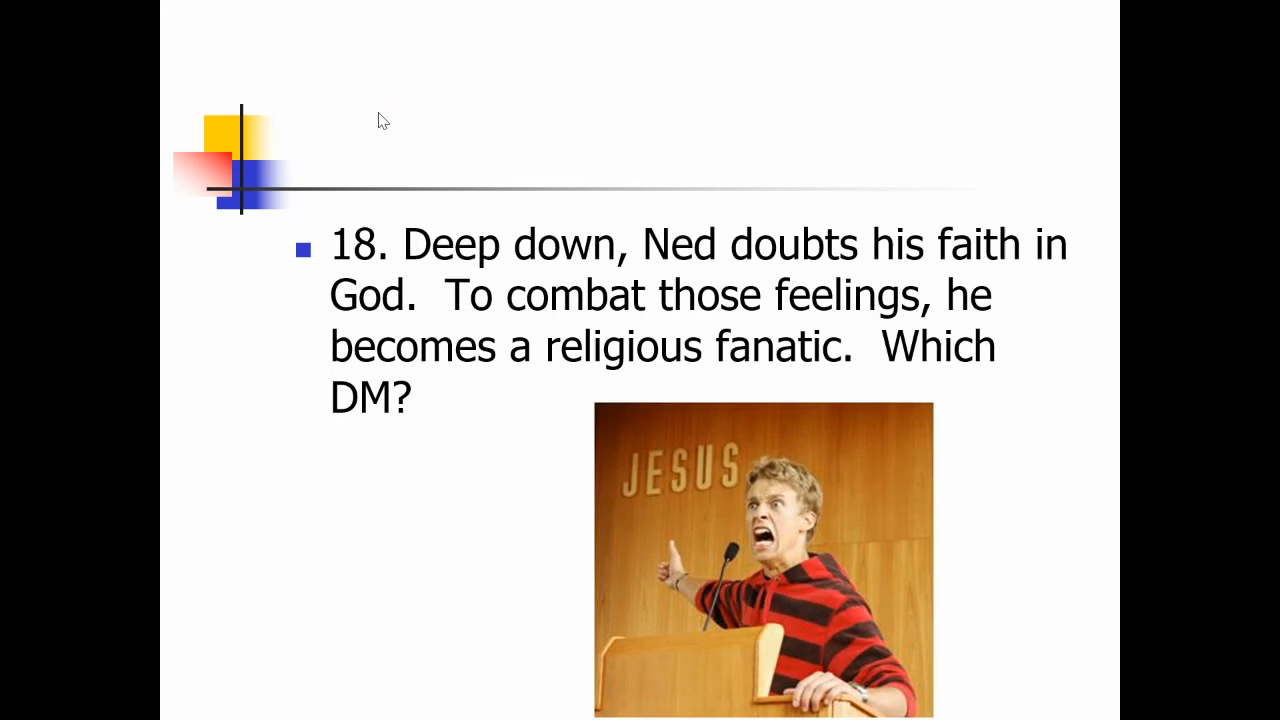 18. Deep down, Ned doubts his faith in
God.  To combat those feelings, he
becomes a religious fanatic.  Which
DM?
JESUS